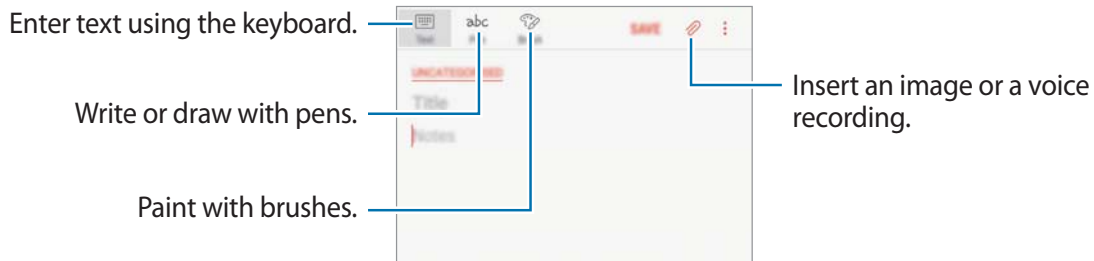 Enter text using the keyboard.
abc
Text
SAVE
UNCATEGORISED
Insert an image or a voice
recording.
Title
Write or draw with pens.
Notes
Paint with brushes.